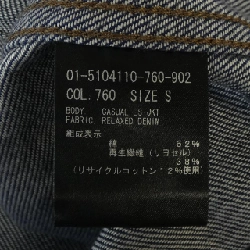 01-5104110-760-902
COL.760 SIZE S
BODY CASUAL JKT
FABRIC RELAXED DENIM
組成表示
綿 62%
再生繊維(リヨセル)
38%
(リサイクルコットン12%使用)